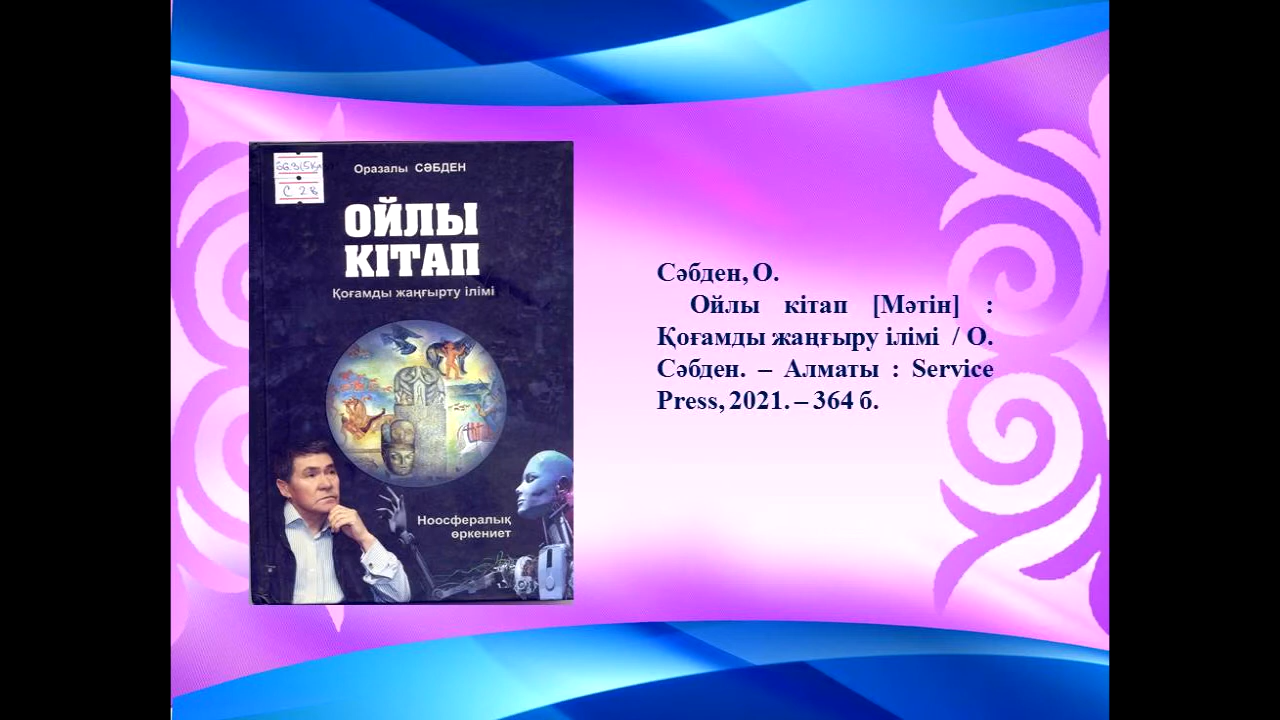 Оразалы СӘБДЕН
ОЙЛЫ
КІТАП
Қоғамды жаңғырту ілімі
Ноосфералық
өркениет
С 2 в
Сәбден, О.
Ойлы кітап [Мәтін] :
Қоғамды жаңғыру ілімі / О.
Сәбден. – Алматы : Service
Press, 2021. – 364 б.